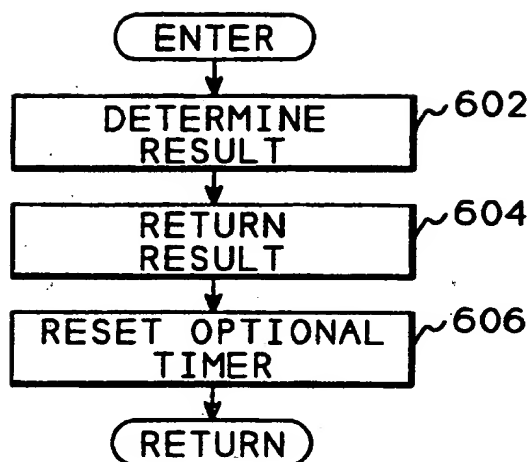 ENTER
DETERMINE
RESULT
602
RETURN
RESULT
604
RESET OPTIONAL
TIMER
606
RETURN